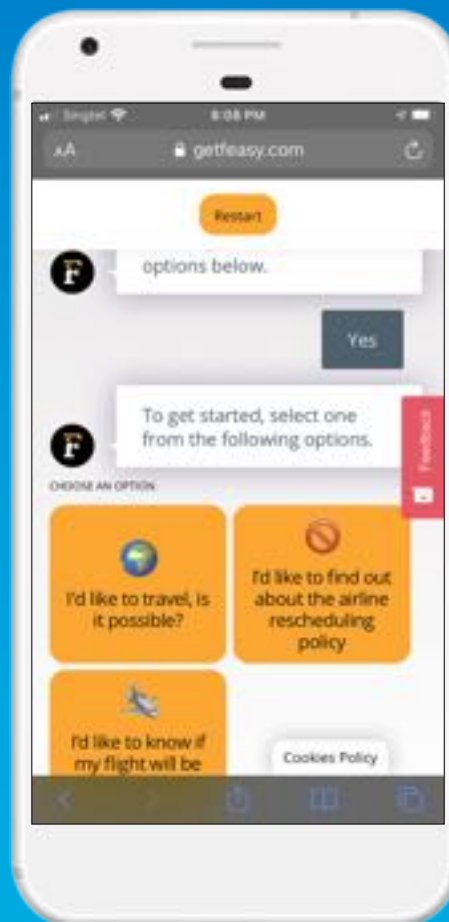 Singtel
8:08 PM
AA
getfeasy.com
Restart
options below.
Yes
To get started, select one
from the following options.
Feedback
CHOOSE AN OPTION
I'd like to travel, is
it possible?
I'd like to find out
about the airline
rescheduling
policy
I'd like to know if
my flight will be
Cookies Policy